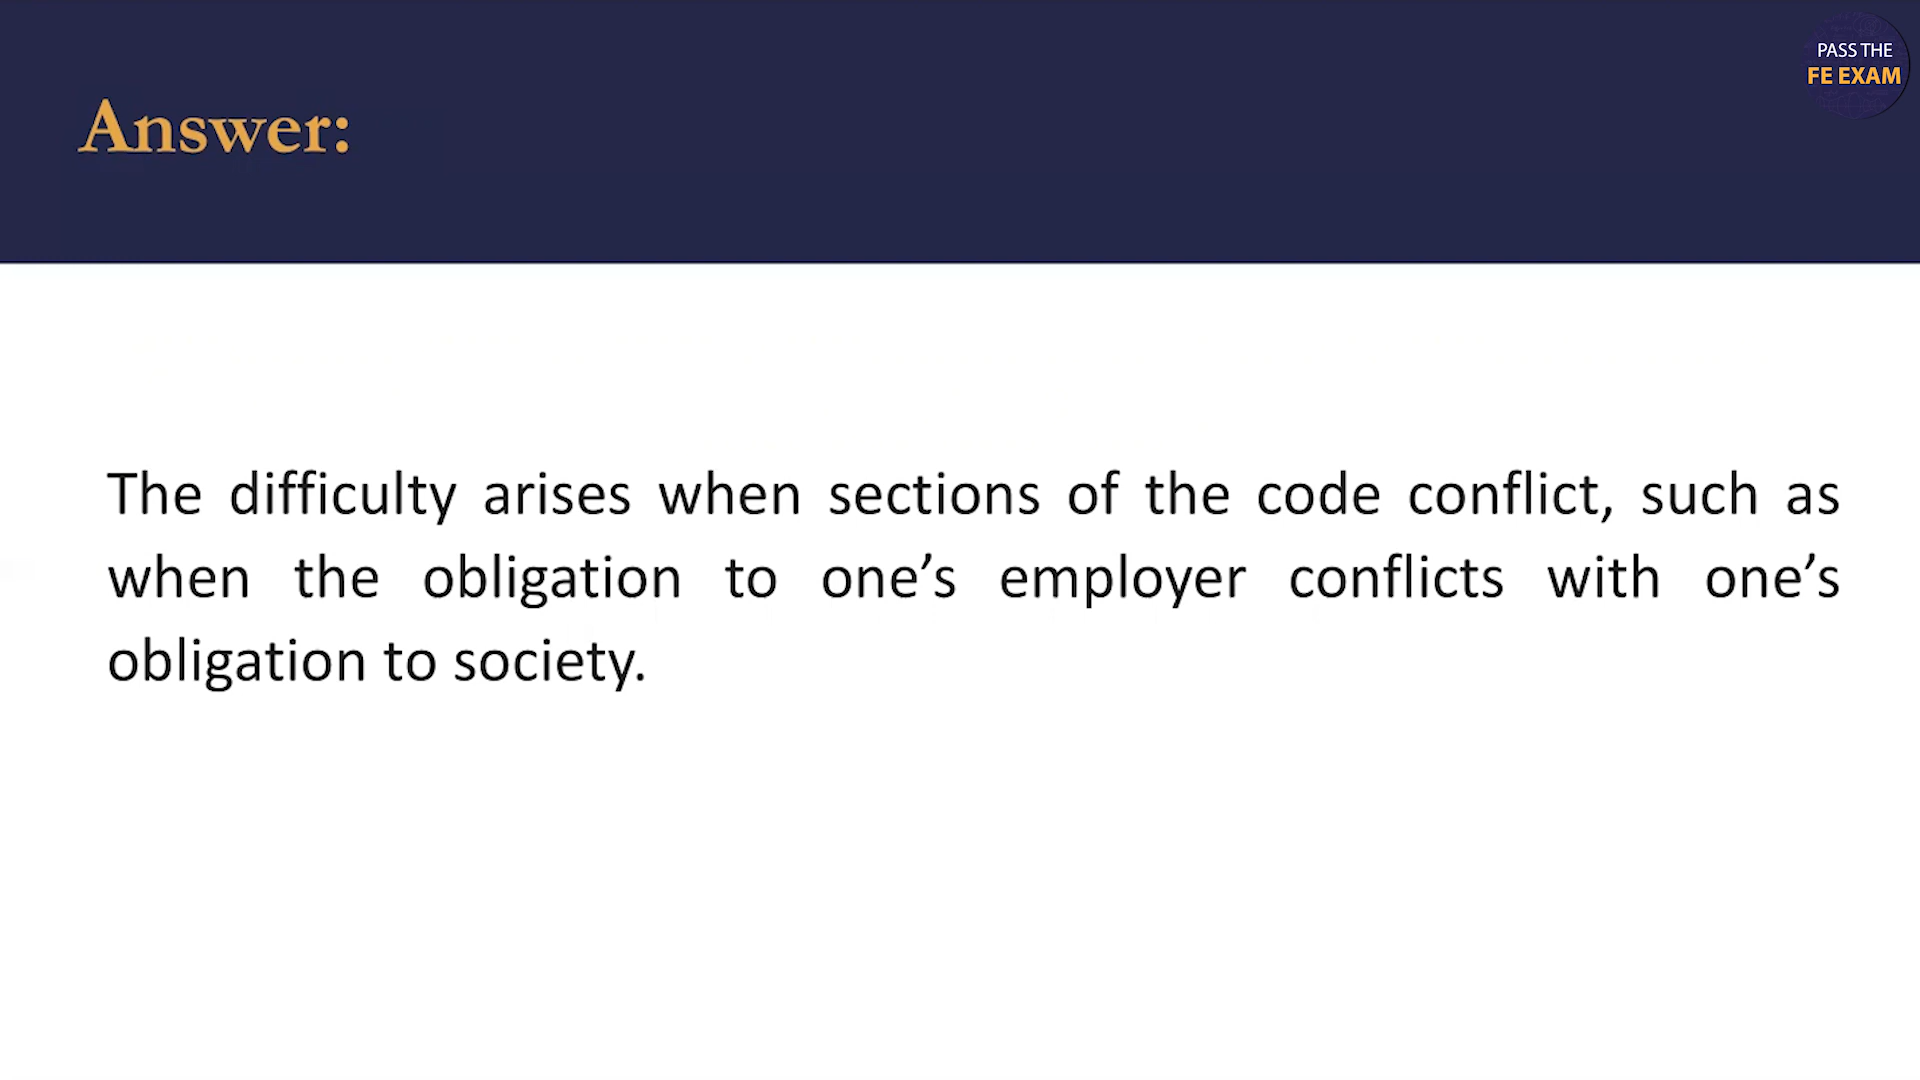 PASS THE
FE EXAM
Answer:
The difficulty arises when sections of the code conflict, such as
when the obligation to one’s employer conflicts with one’s
obligation to society.